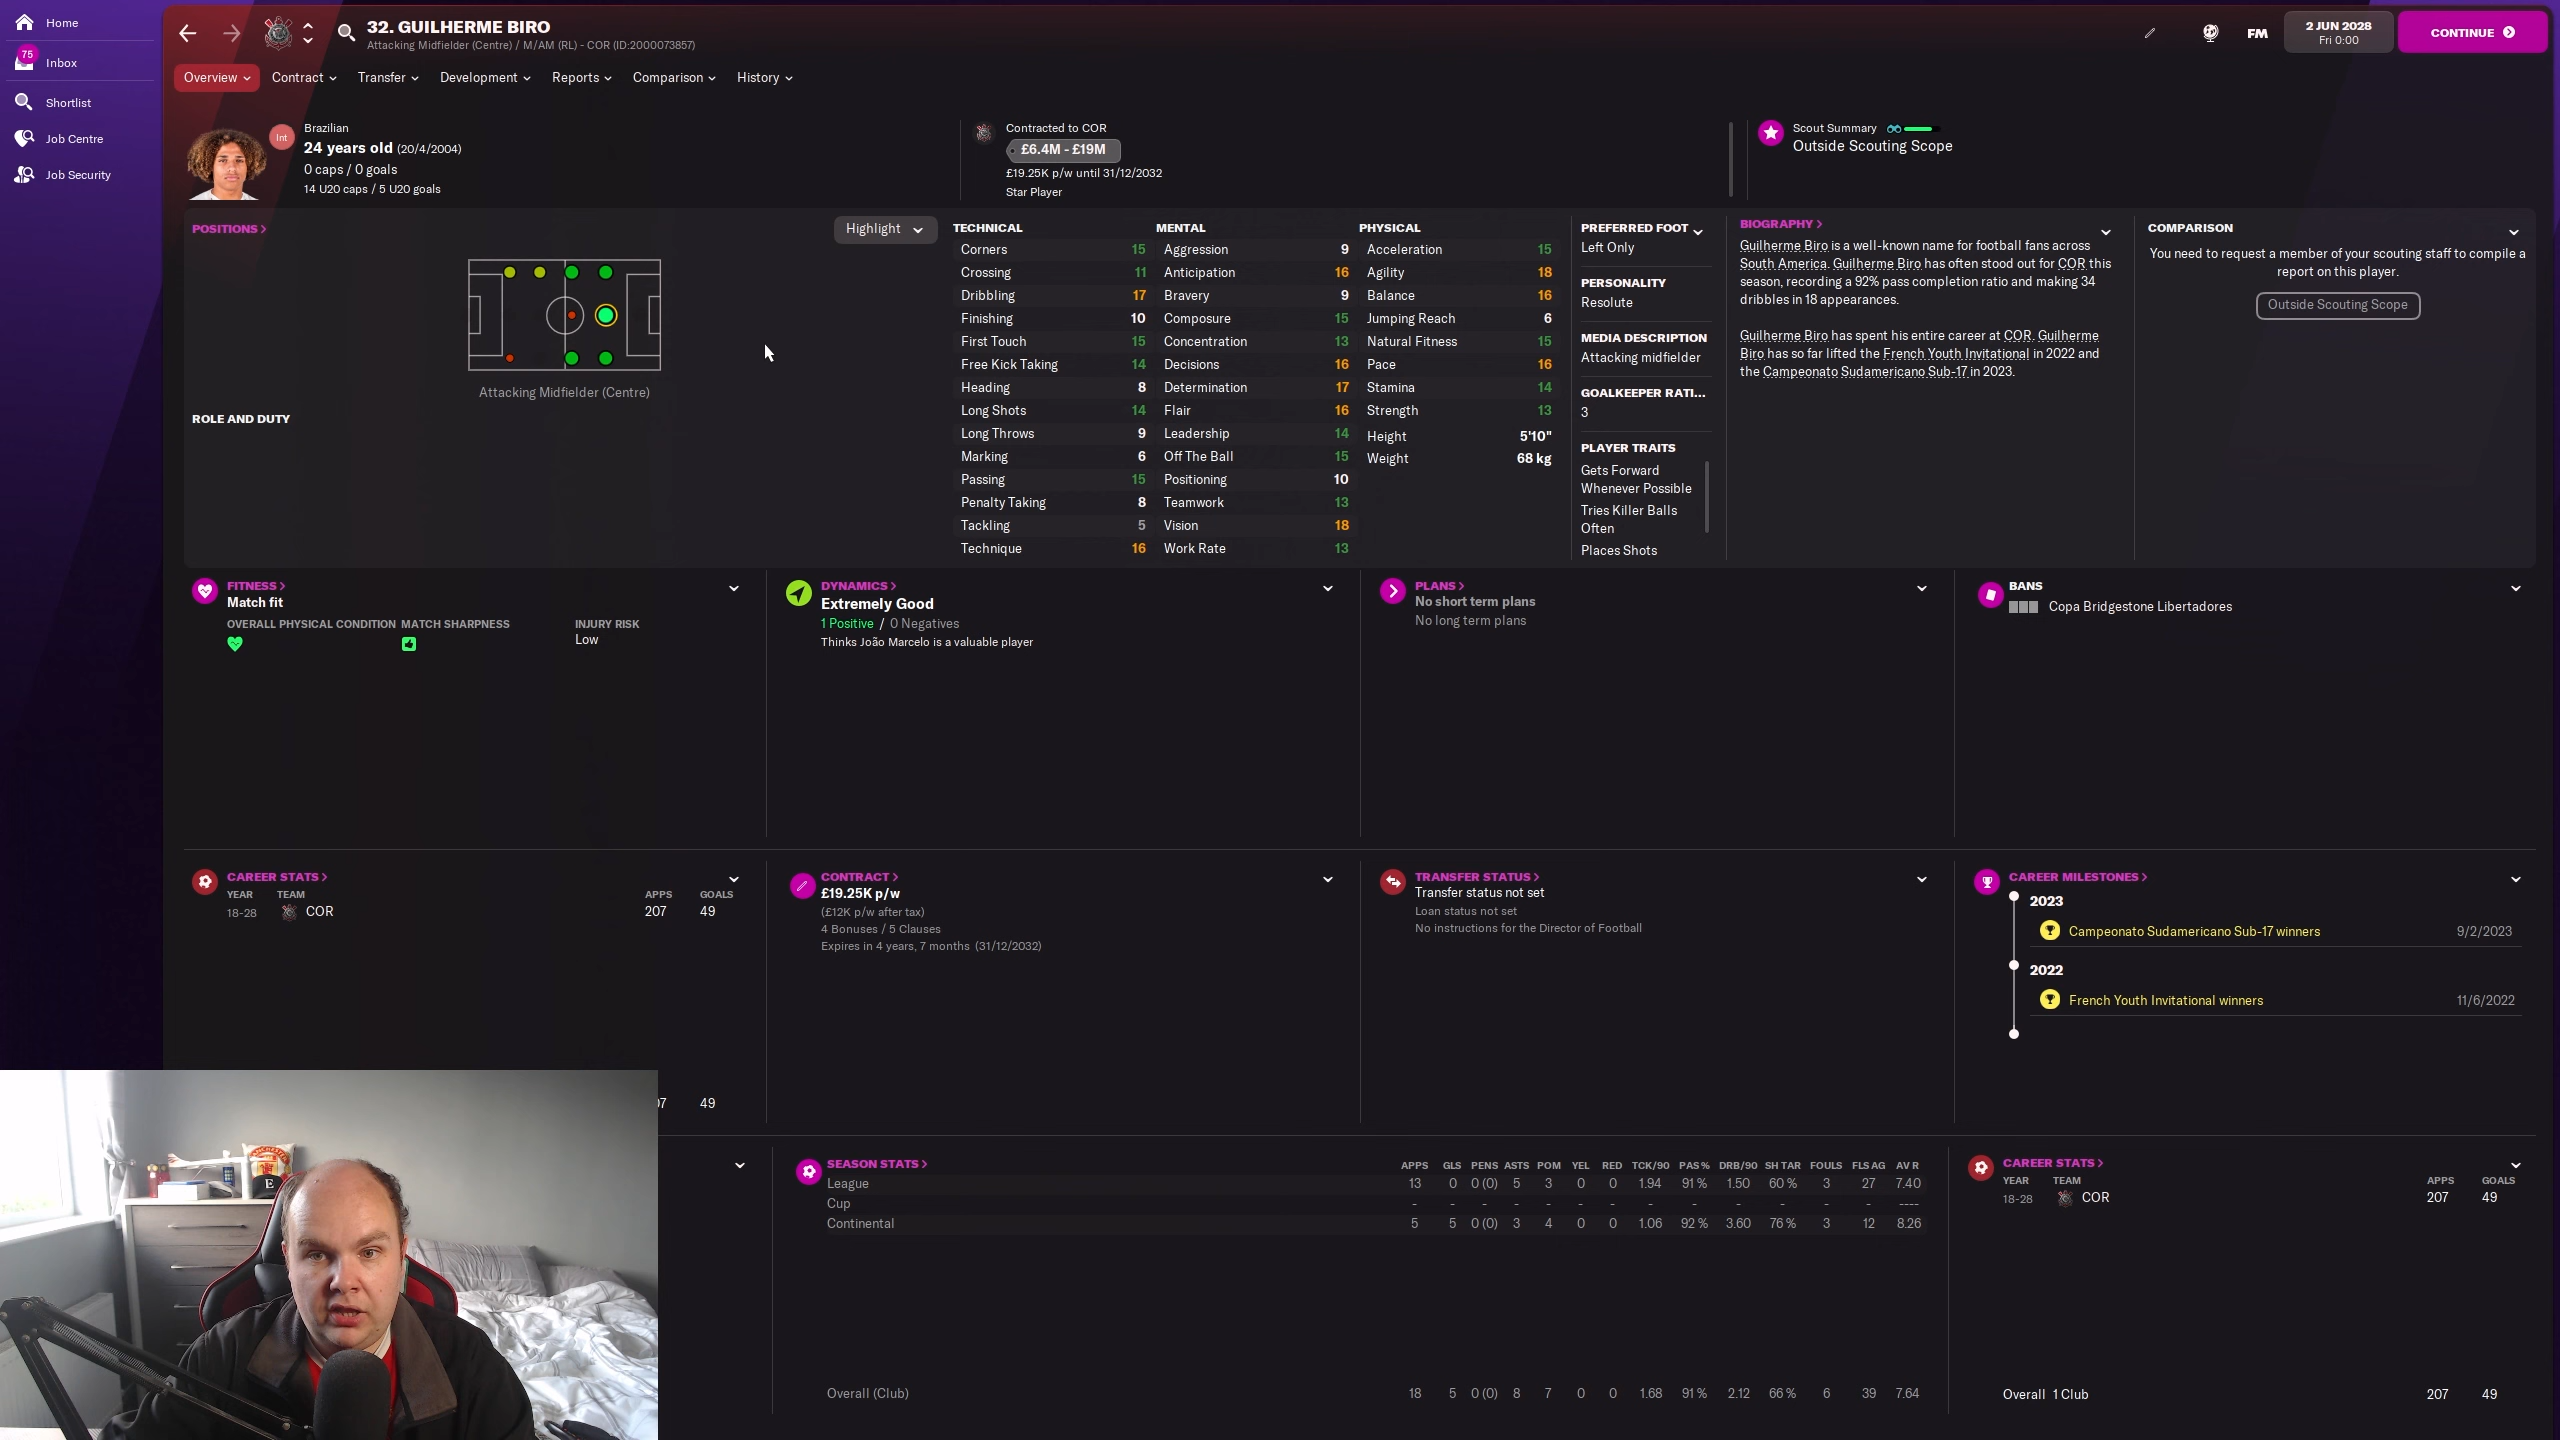 Home
75
Inbox
Shortlist
Job Centre
Job Security
32. GUILHERME BIRO
Attacking Midfielder (Centre) / M/AM (RL) - COR (ID:2000073857)
FM
2 JUN 2028
Fri 0:00
CONTINUE
Overview
Contract
Transfer
Development
Reports
Comparison
History
Int
Brazilian
24 years old (20/4/2004)
0 caps / 0 goals
14 U20 caps / 5 U20 goals
Contracted to COR
£6.4M - £19M
£19.25K p/w until 31/12/2032
Star Player
Scout Summary
Outside Scouting Scope
POSITIONS >
Highlight
Attacking Midfielder (Centre)
ROLE AND DUTY
TECHNICAL
Corners 15
Crossing 11
Dribbling 17
Finishing 10
First Touch 15
Free Kick Taking 14
Heading 8
Long Shots 14
Long Throws 9
Marking 6
Passing 15
Penalty Taking 8
Tackling 5
Technique 16
MENTAL
Aggression 9
Anticipation 16
Bravery 9
Composure 15
Concentration 13
Decisions 16
Determination 17
Flair 16
Leadership 14
Off The Ball 15
Positioning 10
Teamwork 13
Vision 18
Work Rate 13
PHYSICAL
Acceleration 15
Agility 18
Balance 16
Jumping Reach 6
Natural Fitness 15
Pace 16
Stamina 14
Strength 13
Height 5'10"
Weight 68 kg
PREFERRED FOOT
Left Only
PERSONALITY
Resolute
MEDIA DESCRIPTION
Attacking midfielder
GOALKEEPER RATI...
3
PLAYER TRAITS
Gets Forward
Whenever Possible
Tries Killer Balls
Often
Places Shots
BIOGRAPHY >
Guilherme Biro is a well-known name for football fans across
South America. Guilherme Biro has often stood out for COR this
season, recording a 92% pass completion ratio and making 34
dribbles in 18 appearances.
Guilherme Biro has spent his entire career at COR. Guilherme
Biro has so far lifted the French Youth Invitational in 2022 and
the Campeonato Sudamericano Sub-17 in 2023.
COMPARISON
You need to request a member of your scouting staff to compile a
report on this player.
Outside Scouting Scope
FITNESS >
Match fit
OVERALL PHYSICAL CONDITION MATCH SHARPNESS INJURY RISK
Low
DYNAMICS >
Extremely Good
1 Positive / 0 Negatives
Thinks João Marcelo is a valuable player
PLANS >
No short term plans
No long term plans
BANS
Copa Bridgestone Libertadores
CAREER STATS >
YEAR TEAM APPS GOALS
18-28 COR 207 49
07 49
CONTRACT >
£19.25K p/w
(£12K p/w after tax)
4 Bonuses / 5 Clauses
Expires in 4 years, 7 months (31/12/2032)
TRANSFER STATUS >
Transfer status not set
Loan status not set
No instructions for the Director of Football
CAREER MILESTONES >
2023
Campeonato Sudamericano Sub-17 winners 9/2/2023
2022
French Youth Invitational winners 11/6/2022
SEASON STATS > APPS GLS PENS ASTS POM YEL RED TCK/90 PAS % DRB/90 SH TAR FOULS FLS AG AV R
League 13 0 0 (0) 5 3 0 0 1.94 91 % 1.50 60 % 3 27 7.40
Cup - - - - - - - - - - - - - ----
Continental 5 5 0 (0) 3 4 0 0 1.06 92 % 3.60 76 % 3 12 8.26
Overall (Club) 18 5 0 (0) 8 7 0 0 1.68 91 % 2.12 66 % 6 39 7.64
CAREER STATS >
YEAR TEAM APPS GOALS
18-28 COR 207 49
Overall 1 Club 207 49
E